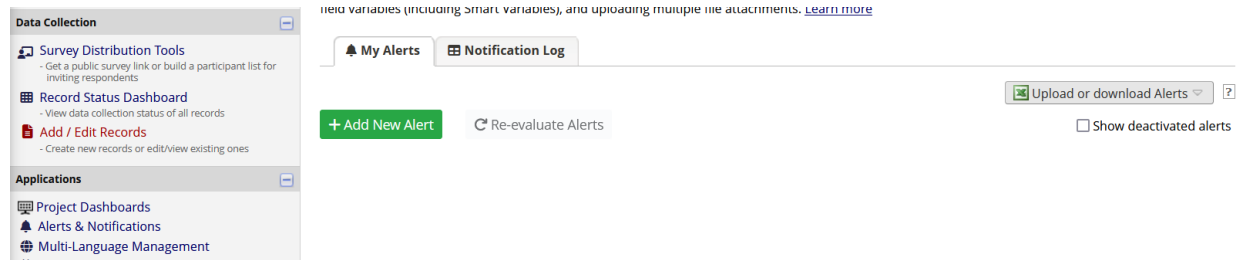 Data Collection
Survey Distribution Tools
- Get a public survey link or build a participant list for
inviting respondents
Record Status Dashboard
- View data collection status of all records
Add / Edit Records
- Create new records or edit/view existing ones
Applications
Project Dashboards
Alerts & Notifications
Multi-Language Management
field variables (including Smart Variables), and uploading multiple file attachments. Learn more
My Alerts
Notification Log
Upload or download Alerts
?
+ Add New Alert
Re-evaluate Alerts
Show deactivated alerts